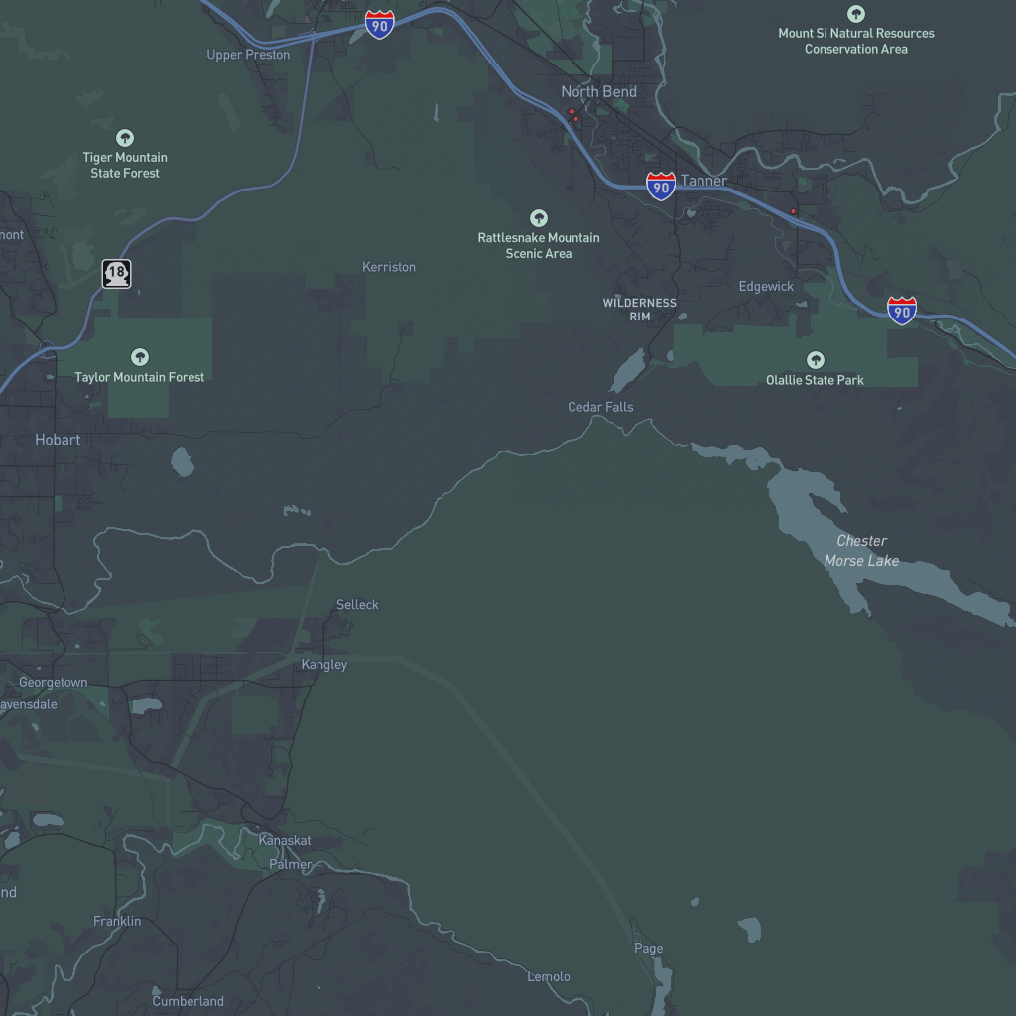 90
Mount Si Natural Resources
Conservation Area
Upper Preston
North Bend
Tiger Mountain
State Forest
90
Tanner
mont
Rattlesnake Mountain
Scenic Area
18
Kerriston
Edgewick
WILDERNESS
RIM
90
Taylor Mountain Forest
Olallie State Park
Cedar Falls
Hobart
Chester
Morse Lake
Selleck
Kangley
Georgetown
avensdale
Kanaskat
Palmer
nd
Franklin
Page
Lemolo
Cumberland